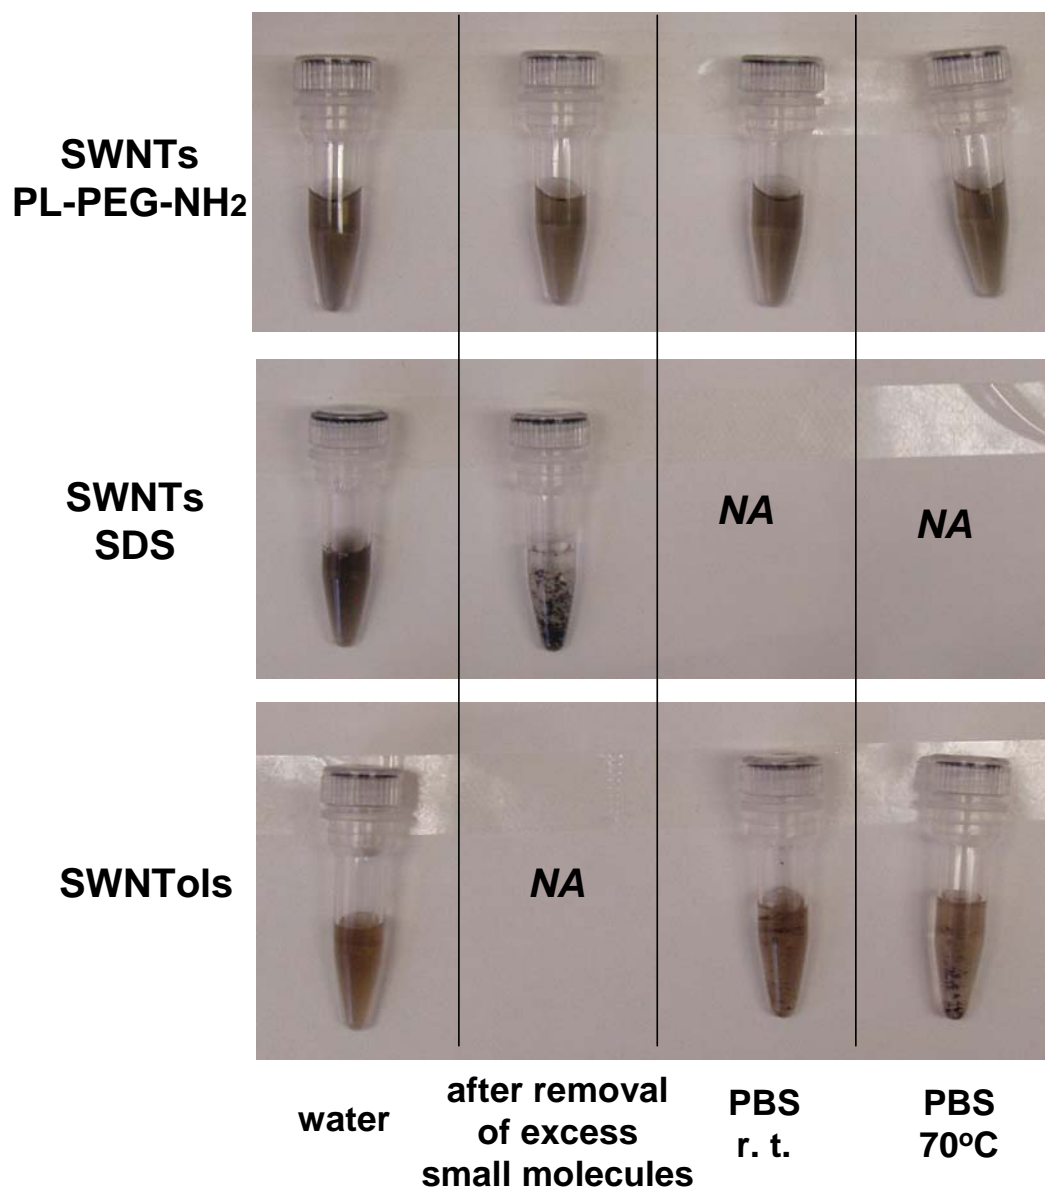 SWNTs
PL-PEG-NH2
SWNTs
SDS
NA
NA
SWNTols
NA
water
after removal
of excess
small molecules
PBS
r. t.
PBS
70ºC